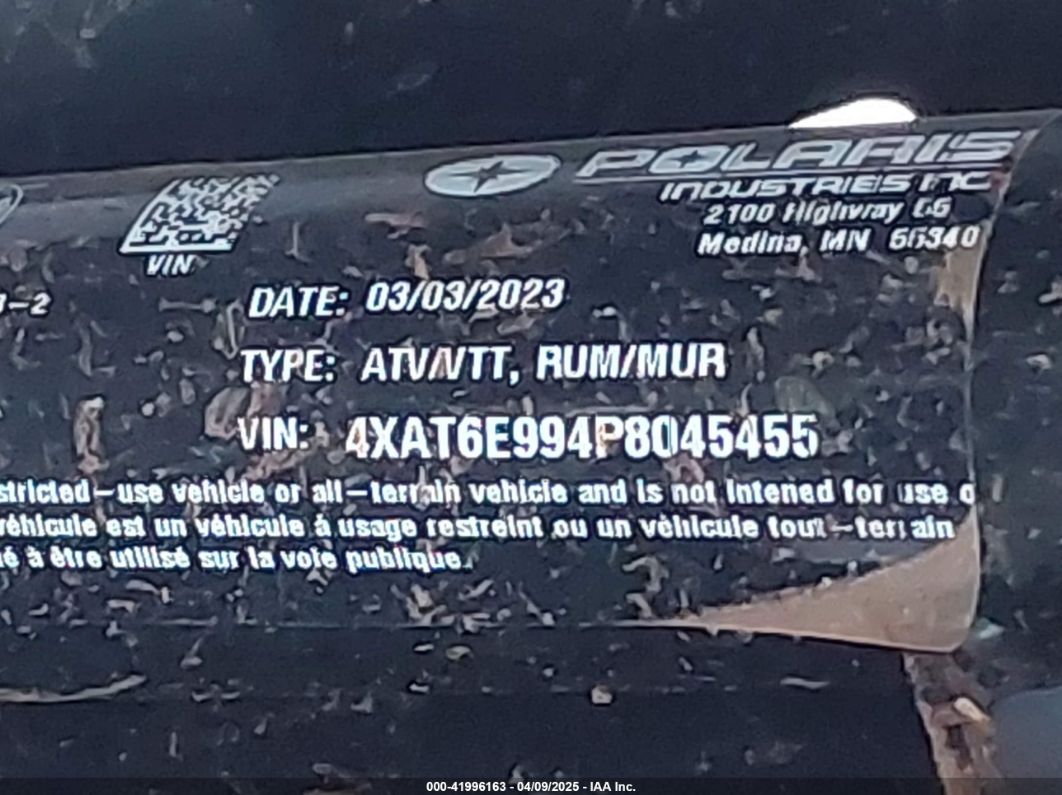 POLARIS
INDUSTRIES INC
2100 Highway
Medina, MN 55340
VIN
-2
DATE: 03/03/2023
TYPE: ATV/VTT, RUM/MUR
VIN: 4XAT6E994P8045455
stricted-use vehicle or all-terrain vehicle and is not intened for use o
véhicule est un véhicule à usage restreint ou un véhicule tout-terrain
é à être utilisé sur la voie publique.
000-41996163 - 04/09/2025 - IAA Inc.